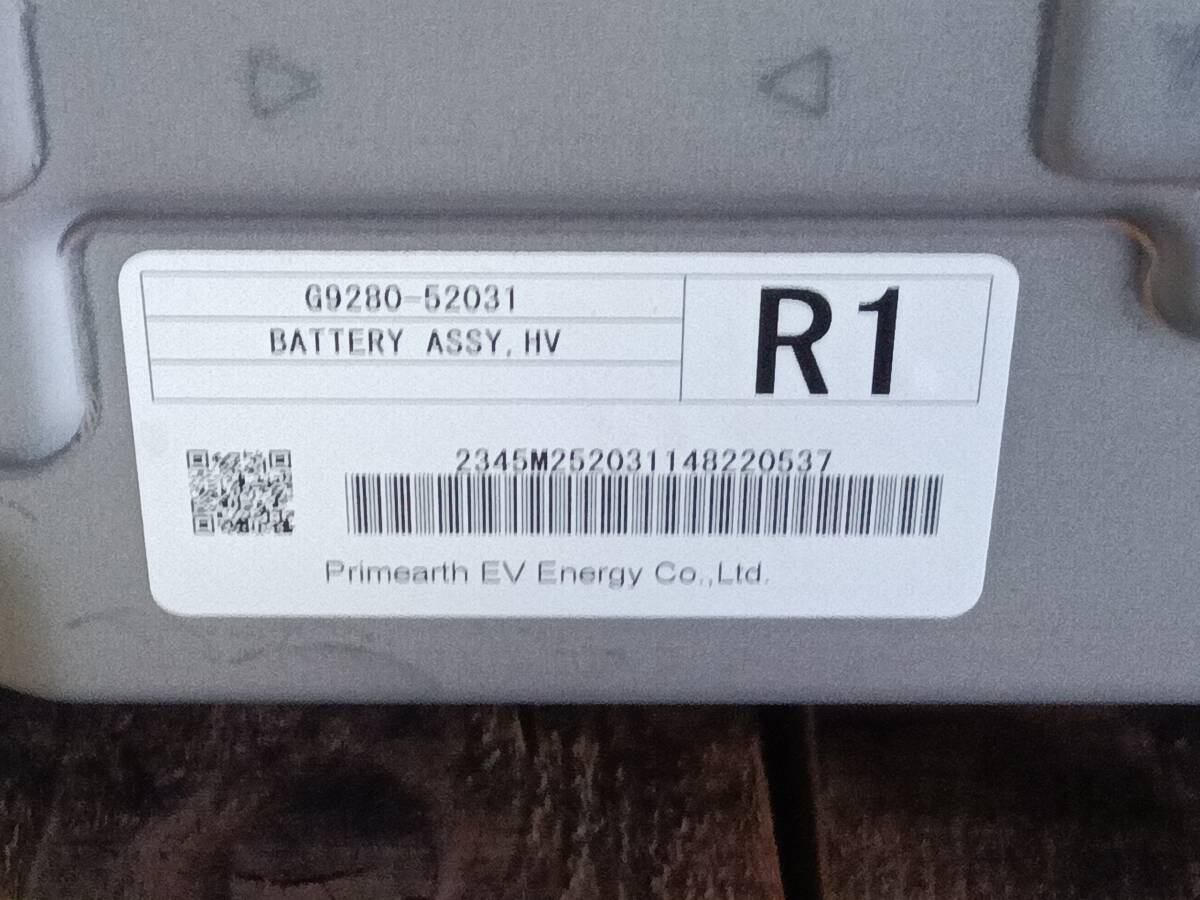 G9280-52031
BATTERY ASSY,HV
R1
2345M252031148220537
Primearth EV Energy Co.,Ltd.